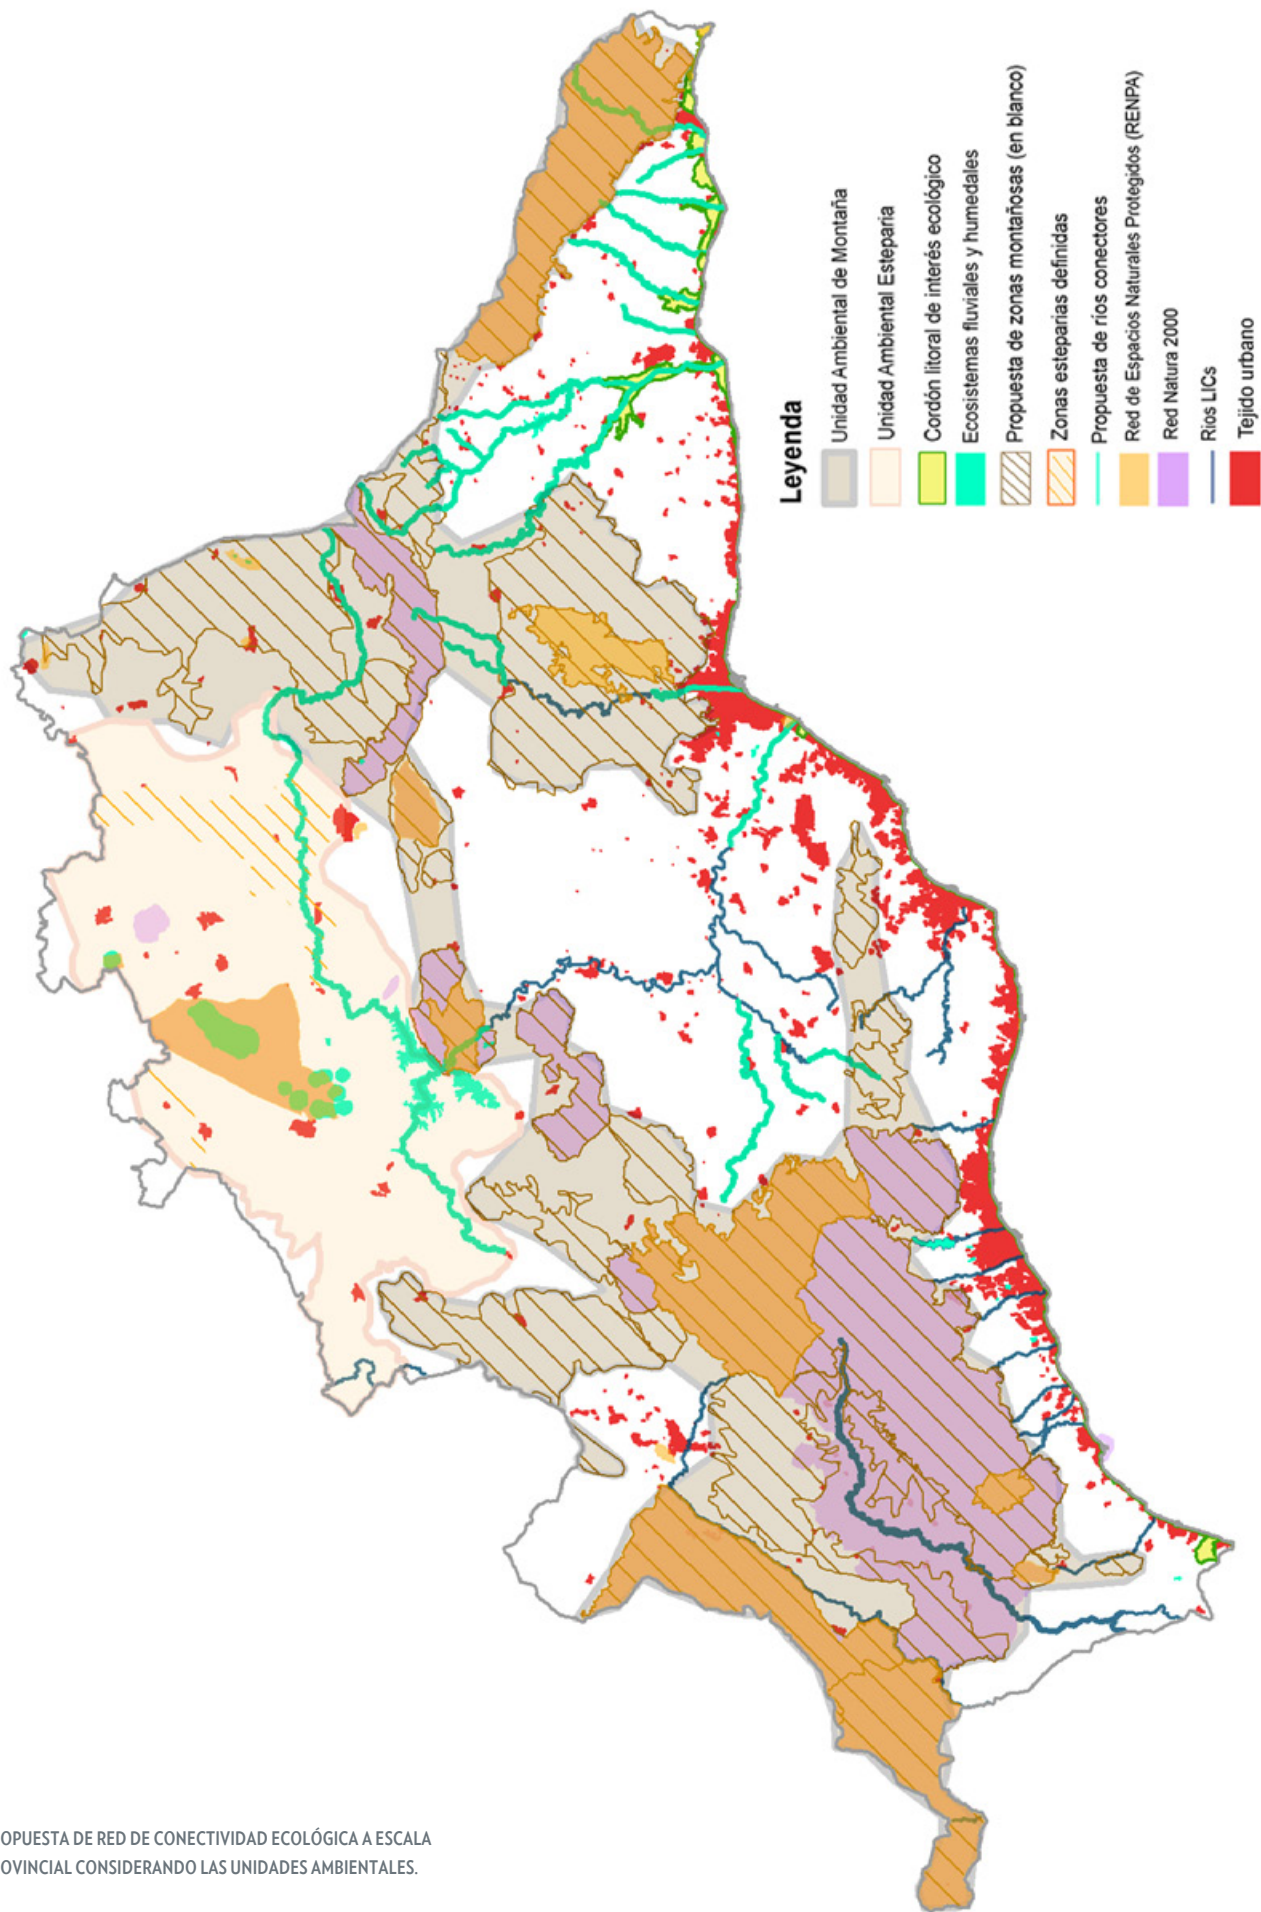 Leyenda
Unidad Ambiental de Montaña
Unidad Ambiental Esteparia
Cordón litoral de interés ecológico
Ecosistemas fluviales y humedales
Propuesta de zonas montañosas (en blanco)
Zonas esteparias definidas
Propuesta de ríos conectores
Red de Espacios Naturales Protegidos (RENPA)
Red Natura 2000
Ríos LICs
Tejido urbano
OPUESTA DE RED DE CONECTIVIDAD ECOLÓGICA A ESCALA
OVINCIAL CONSIDERANDO LAS UNIDADES AMBIENTALES.